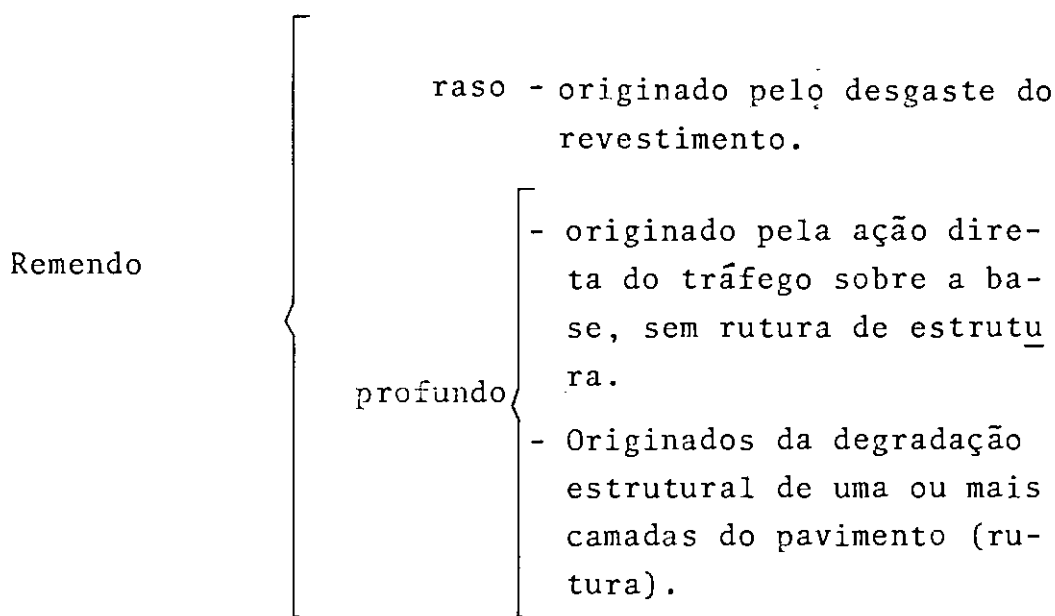 raso - originado pelo desgaste do
revestimento.
Remendo
profundo
- originado pela ação dire-
ta do tráfego sobre a ba-
se, sem rutura de estrutu
ra.
- Originados da degradação
estrutural de uma ou mais
camadas do pavimento (ru-
tura).